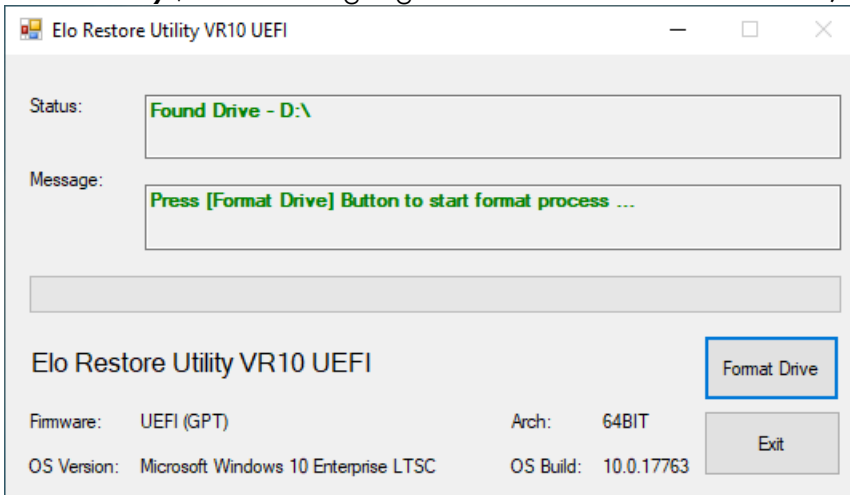 Elo Restore Utility VR10 UEFI
Status:
Found Drive - D:\
Message:
Press [Format Drive] Button to start format process ...
Elo Restore Utility VR10 UEFI
Format Drive
Firmware: UEFI (GPT) Arch: 64BIT
Exit
OS Version: Microsoft Windows 10 Enterprise LTSC OS Build: 10.0.17763